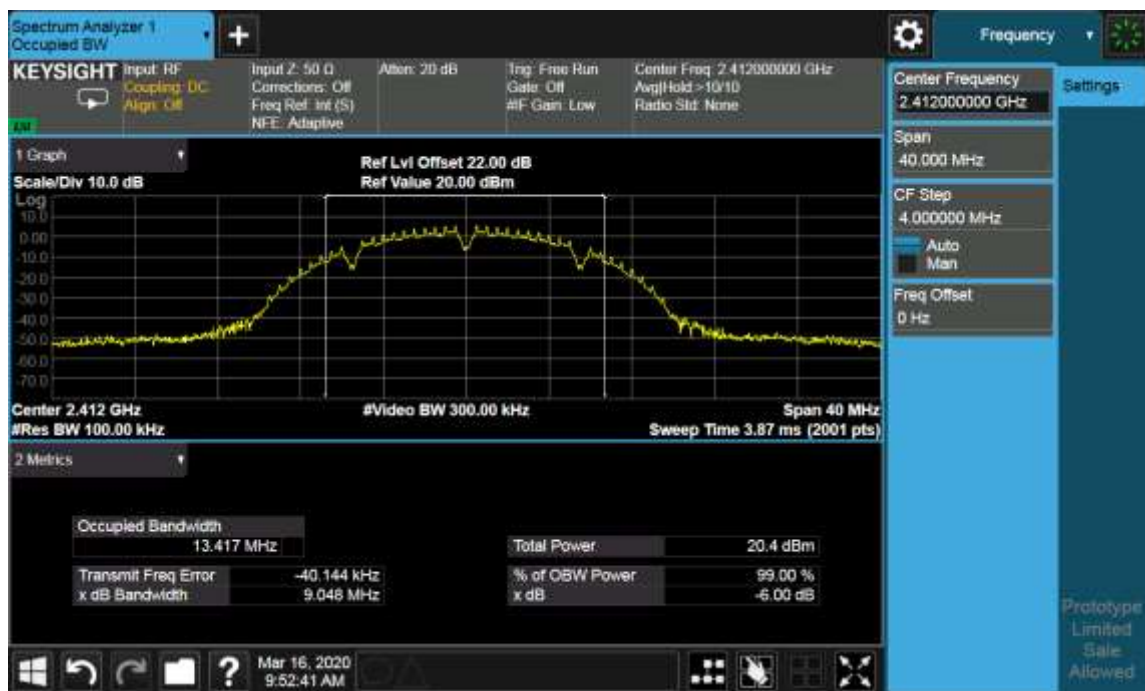 Spectrum Analyzer 1
Occupied BW
+
Frequency
KEYSIGHT
Input: RF
Coupling: DC
Align: Off
Input Z: 50 Ω
Corrections: Off
Freq Ref: Int (S)
NFE: Adaptive
Atten: 20 dB
Trig: Free Run
Gate: Off
#IF Gain: Low
Center Freq: 2.412000000 GHz
Avg|Hold:>10/10
Radio Std: None
Center Frequency
2.412000000 GHz
Settings
Span
40.000 MHz
CF Step
4.000000 MHz
Auto
Man
Freq Offset
0 Hz
1 Graph
Scale/Div 10.0 dB
Ref Lvl Offset 22.00 dB
Ref Value 20.00 dBm
Log
10.0
0.00
-10.0
-20.0
-30.0
-40.0
-50.0
-60.0
-70.0
Center 2.412 GHz
#Video BW 300.00 kHz
Span 40 MHz
#Res BW 100.00 kHz
Sweep Time 3.87 ms (2001 pts)
2 Metrics
Occupied Bandwidth
13.417 MHz
Total Power 20.4 dBm
Transmit Freq Error -40.144 kHz
% of OBW Power 99.00 %
x dB Bandwidth 9.048 MHz
x dB -6.00 dB
Prototype
Limited
Sale
Allowed
?
Mar 16, 2020
9:52:41 AM